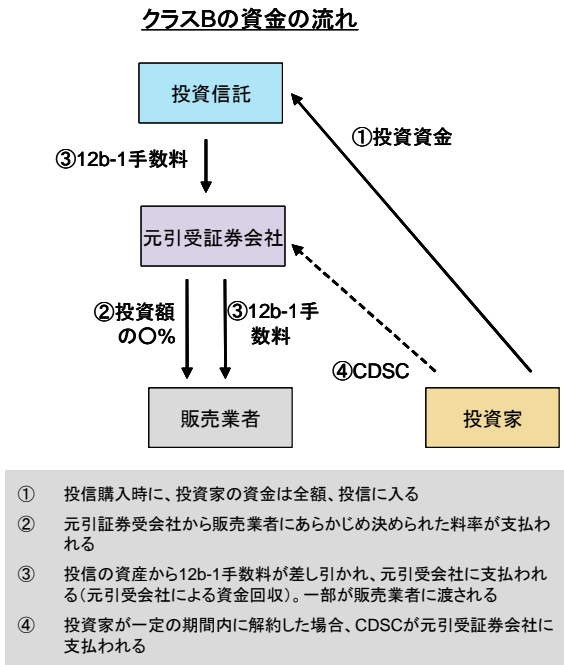 クラスBの資金の流れ
投資信託
①投資資金
③12b-1手数料
元引受証券会社
②投資額
の〇%
③12b-1手
数料
④CDSC
販売業者
投資家
① 投信購入時に、投資家の資金は全額、投信に入る
② 元引証券受会社から販売業者にあらかじめ決められた料率が支払わ
れる
③ 投信の資産から12b-1手数料が差し引かれ、元引受会社に支払われ
る(元引受会社による資金回収)。一部が販売業者に渡される
④ 投資家が一定の期間内に解約した場合、CDSCが元引受証券会社に
支払われる